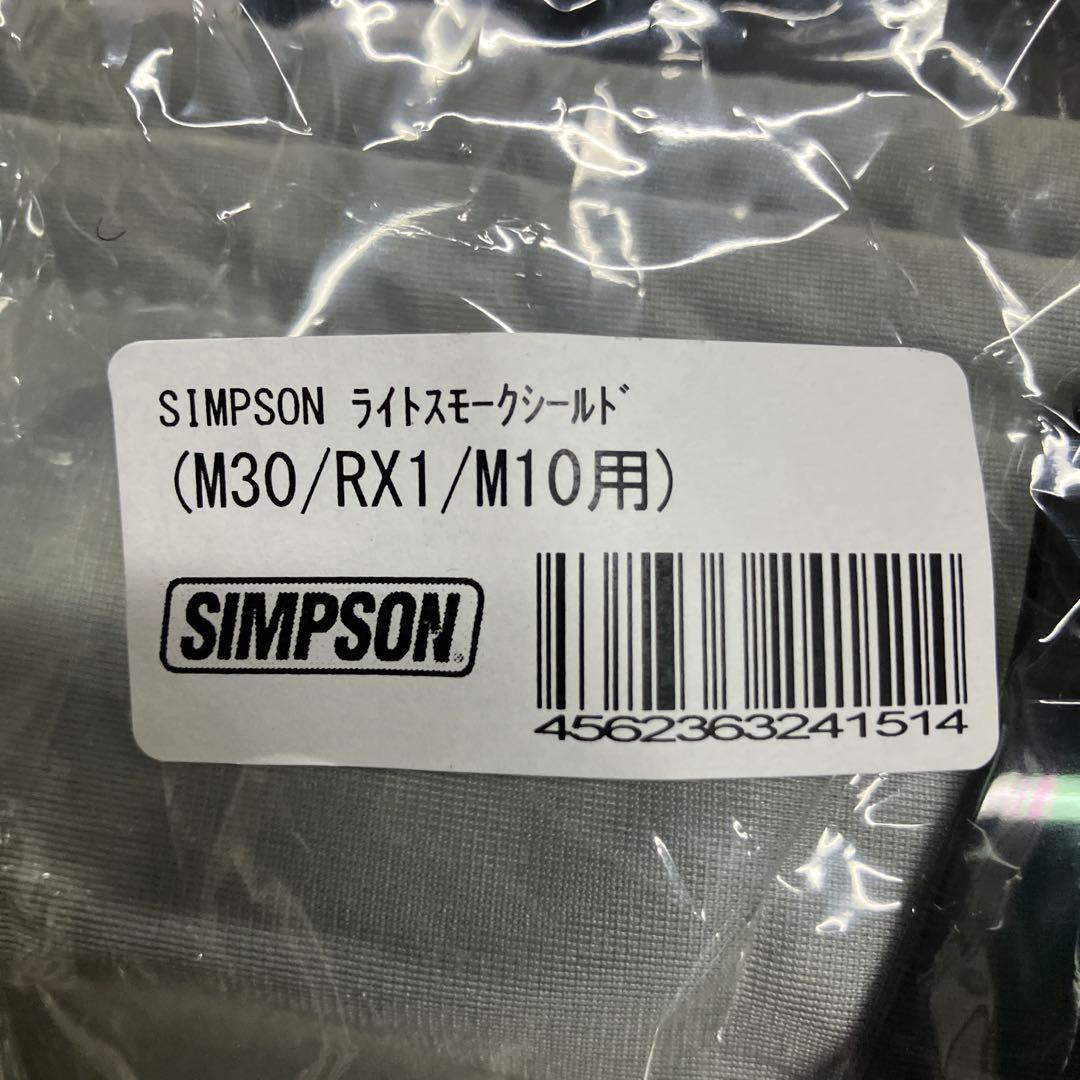 SIMPSON ﾗｲﾄｽﾓｰｸｼｰﾙﾄﾞ
(M30/RX1/M10用)
SIMPSON
4562363241514